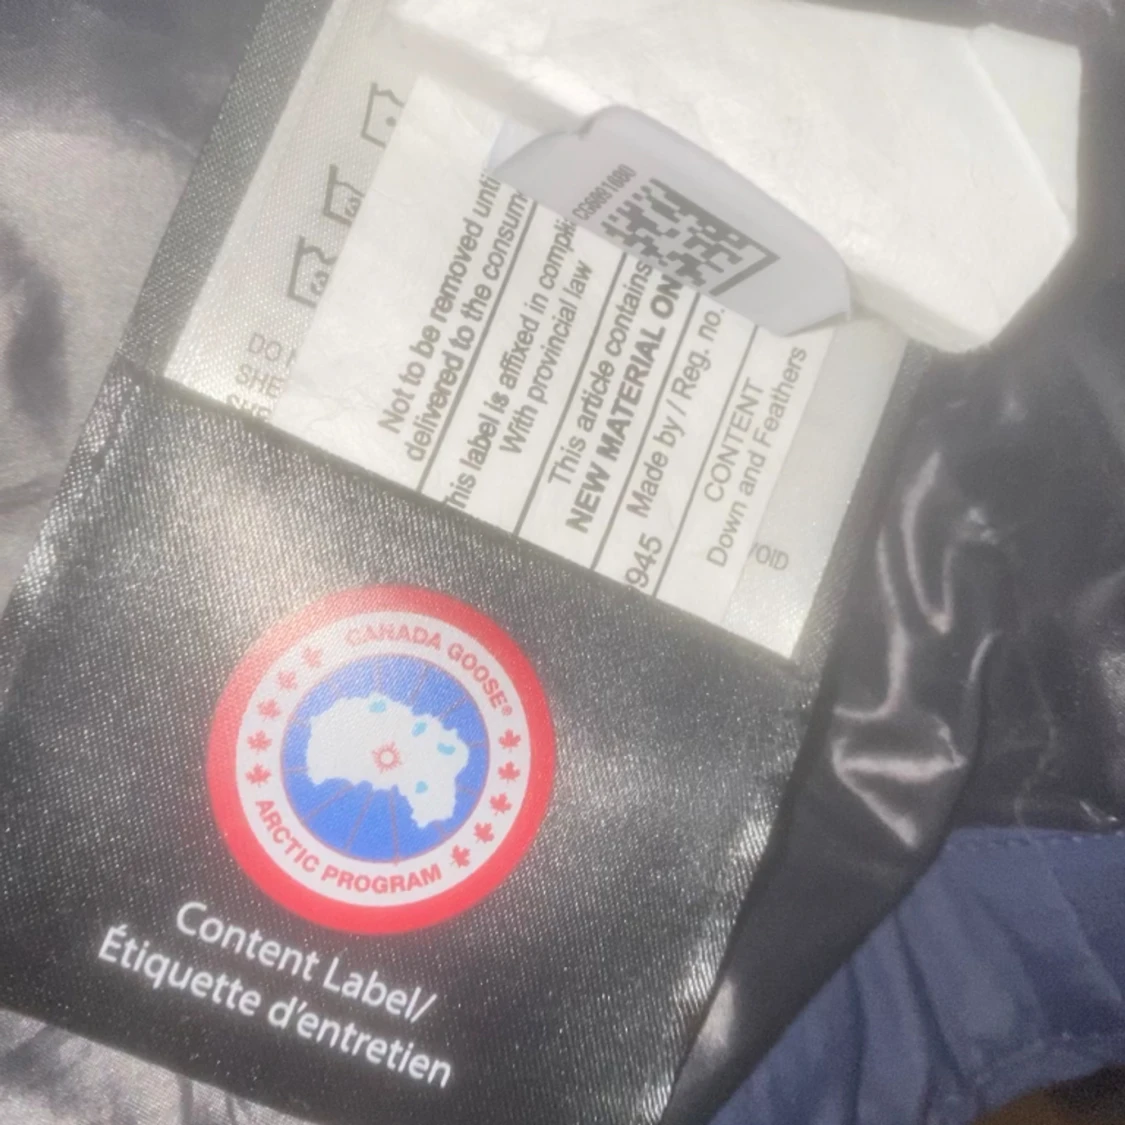 DO
SHE
Not to be removed until
delivered to the consum
his label is affixed in compli
With provincial law
This article contains
NEW MATERIAL ON
945 Made by / Reg. no.
CONTENT
Down and Feathers
VOID
CANADA GOOSE®
ARCTIC PROGRAM
Content Label/
Étiquette d'entretien